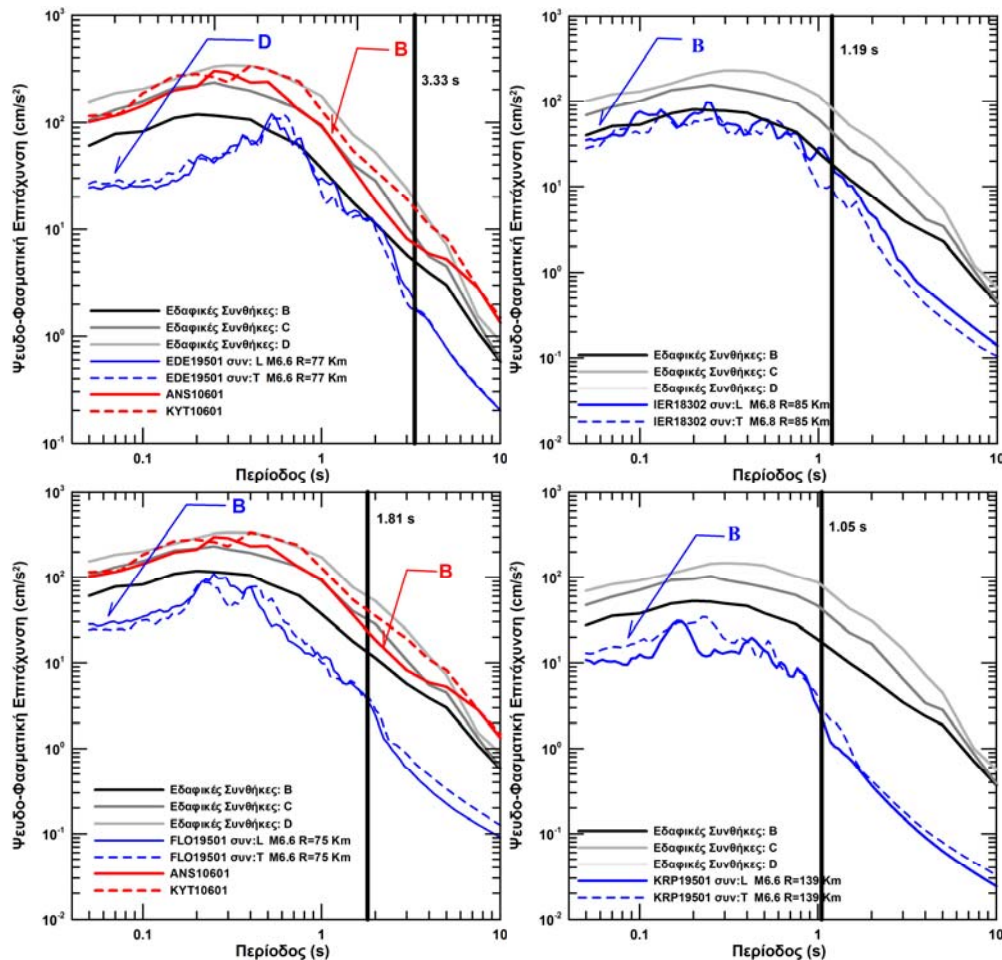 Ψευδο-Φασματική Επιτάχυνση (cm/s²)
10³
10²
10¹
10⁰
10⁻¹
D
B
3.33 s
Εδαφικές Συνθήκες: B
Εδαφικές Συνθήκες: C
Εδαφικές Συνθήκες: D
EDE19501 συν: L M6.6 R=77 Km
EDE19501 συν:T M6.6 R=77 Km
ANS10601
KYT10601
0.1
1
10
Περίοδος (s)
Ψευδο-Φασματική Επιτάχυνση (cm/s²)
10³
10²
10¹
10⁰
10⁻¹
10⁻²
B
1.19 s
Εδαφικές Συνθήκες: B
Εδαφικές Συνθήκες: C
Εδαφικές Συνθήκες: D
IER18302 συν:L M6.8 R=85 Km
IER18302 συν:T M6.8 R=85 Km
0.1
1
10
Περίοδος (s)
Ψευδο-Φασματική Επιτάχυνση (cm/s²)
10³
10²
10¹
10⁰
10⁻¹
10⁻²
B
1.81 s
B
Εδαφικές Συνθήκες: B
Εδαφικές Συνθήκες: C
Εδαφικές Συνθήκες: D
FLO19501 συν:L M6.6 R=75 Km
FLO19501 συν:T M6.6 R=75 Km
ANS10601
KYT10601
0.1
1
10
Περίοδος (s)
Ψευδο-Φασματική Επιτάχυνση (cm/s²)
10³
10²
10¹
10⁰
10⁻¹
10⁻²
B
1.05 s
Εδαφικές Συνθήκες: B
Εδαφικές Συνθήκες: C
Εδαφικές Συνθήκες: D
KRP19501 συν:L M6.6 R=139 Km
KRP19501 συν:T M6.6 R=139 Km
0.1
1
10
Περίοδος (s)